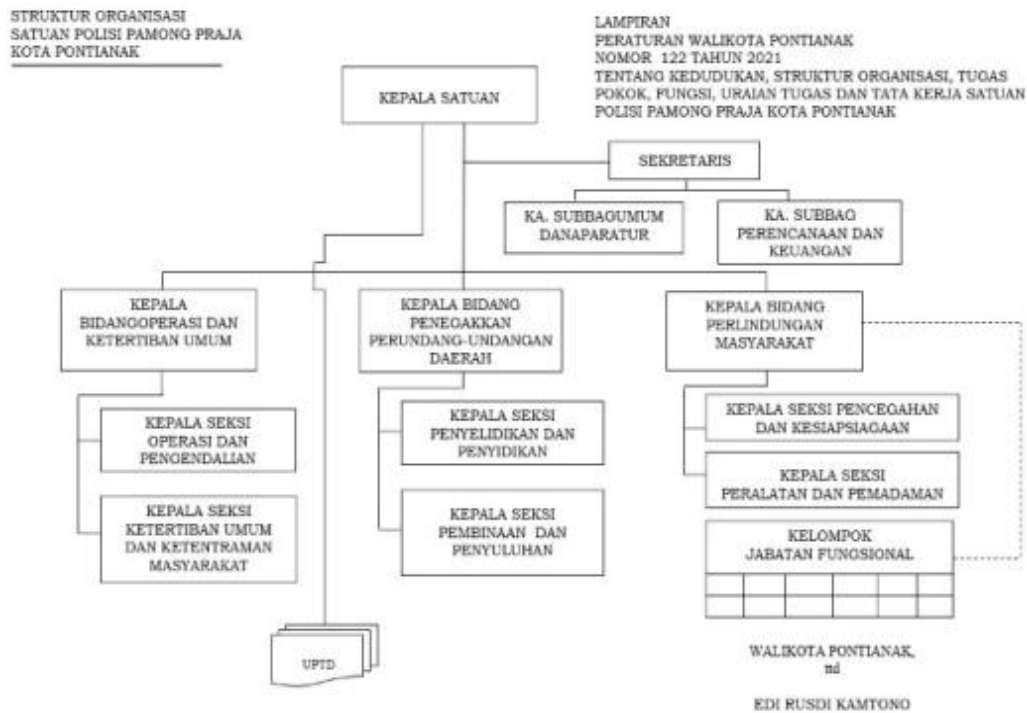 STRUKTUR ORGANISASI
SATUAN POLISI PAMONG PRAJA
KOTA PONTIANAK
LAMPIRAN
PERATURAN WALIKOTA PONTIANAK
NOMOR 122 TAHUN 2021
TENTANG KEDUDUKAN, STRUKTUR ORGANISASI, TUGAS
POKOK, FUNGSI, URAIAN TUGAS DAN TATA KERJA SATUAN
POLISI PAMONG PRAJA KOTA PONTIANAK
KEPALA SATUAN
SEKRETARIS
KA. SUBBAGUMUM
DANAPARATUR
KA. SUBBAG
PERENCANAAN DAN
KEUANGAN
KEPALA
BIDANGOPERASI DAN
KETERTIBAN UMUM
KEPALA BIDANG
PENEGAKKAN
PERUNDANG-UNDANGAN
DAERAH
KEPALA BIDANG
PERLINDUNGAN
MASYARAKAT
KEPALA SEKSI
OPERASI DAN
PENGENDALIAN
KEPALA SEKSI
KETERTIBAN UMUM
DAN KETENTRAMAN
MASYARAKAT
KEPALA SEKSI
PENYELIDIKAN DAN
PENYIDIKAN
KEPALA SEKSI
PEMBINAAN DAN
PENYULUHAN
KEPALA SEKSI PENCEGAHAN
DAN KESIAPSIAGAAN
KEPALA SEKSI
PERALATAN DAN PEMADAMAN
KELOMPOK
JABATAN FUNGSIONAL
UPTD
WALIKOTA PONTIANAK,
ttd
EDI RUSDI KAMTONO